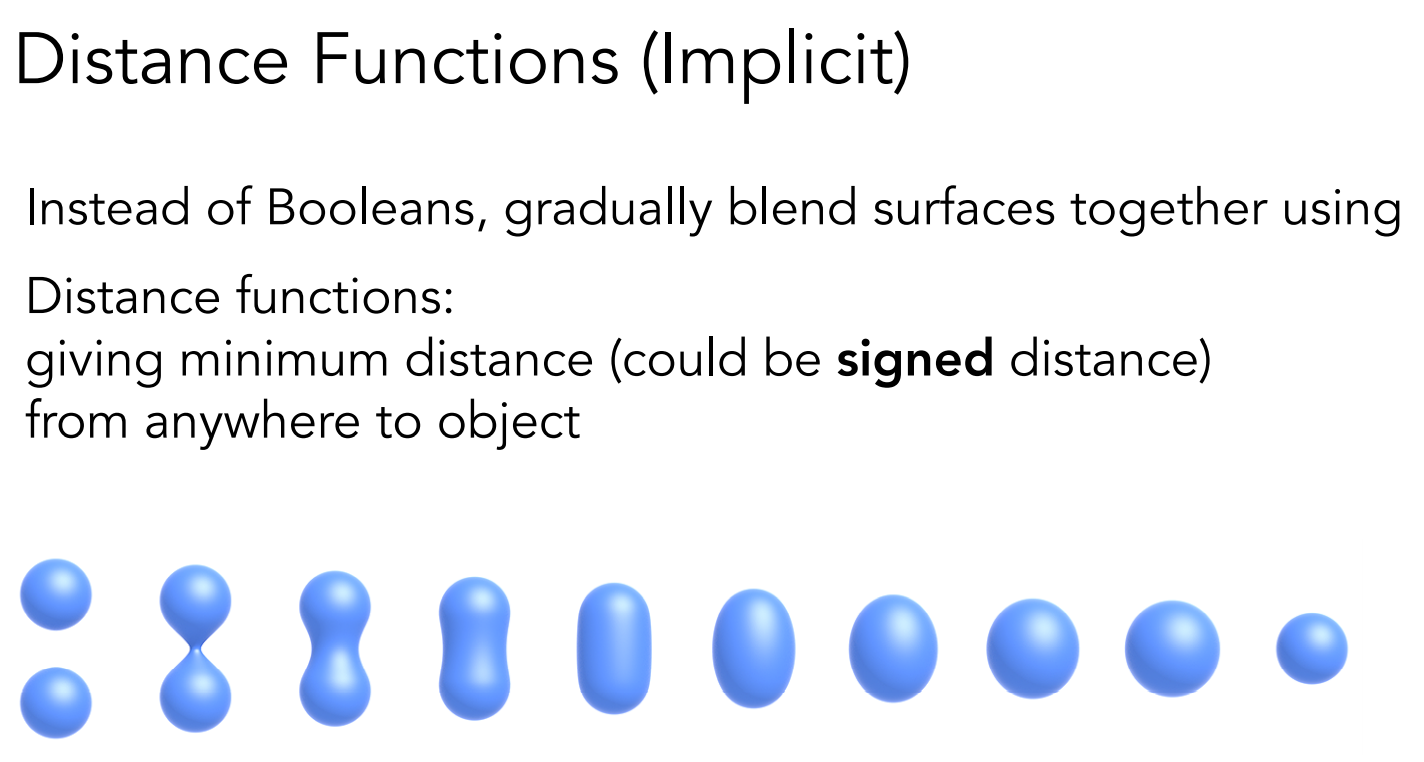 Distance Functions (Implicit)
Instead of Booleans, gradually blend surfaces together using
Distance functions:
giving minimum distance (could be signed distance)
from anywhere to object